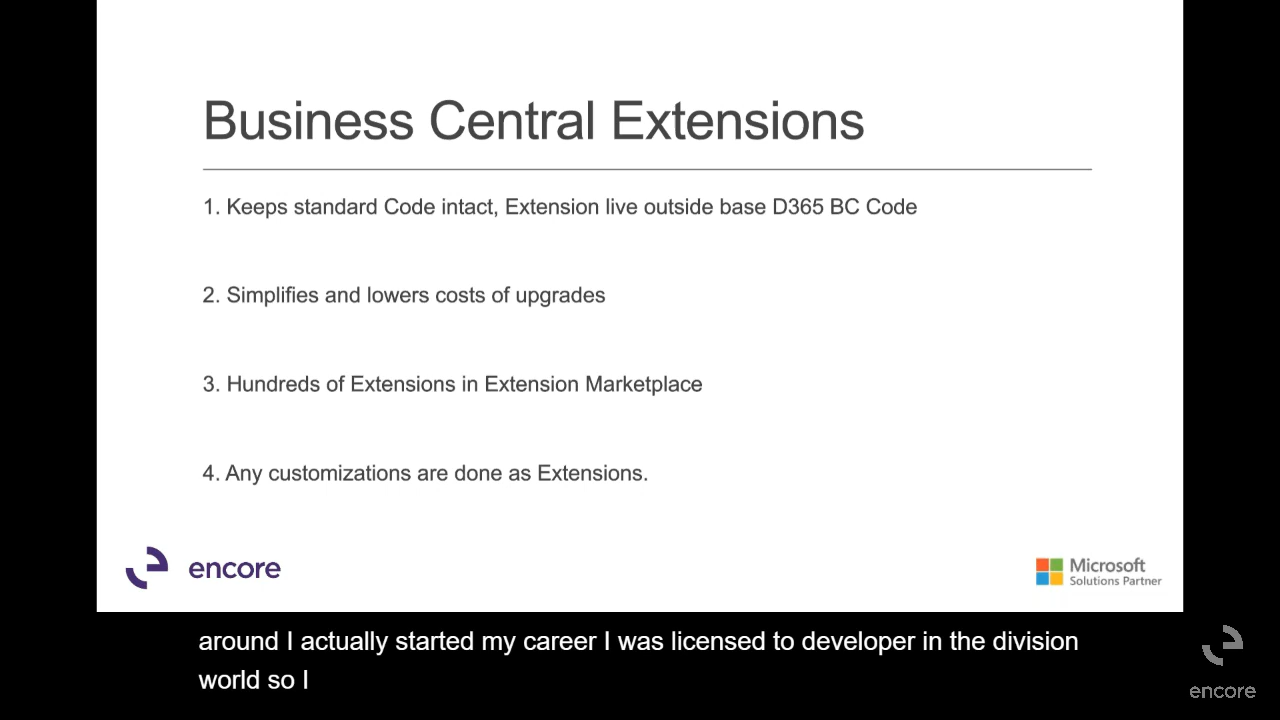 Business Central Extensions
1. Keeps standard Code intact, Extension live outside base D365 BC Code
2. Simplifies and lowers costs of upgrades
3. Hundreds of Extensions in Extension Marketplace
4. Any customizations are done as Extensions.
encore
Microsoft
Solutions Partner
around I actually started my career I was licensed to developer in the division
world so I
encore